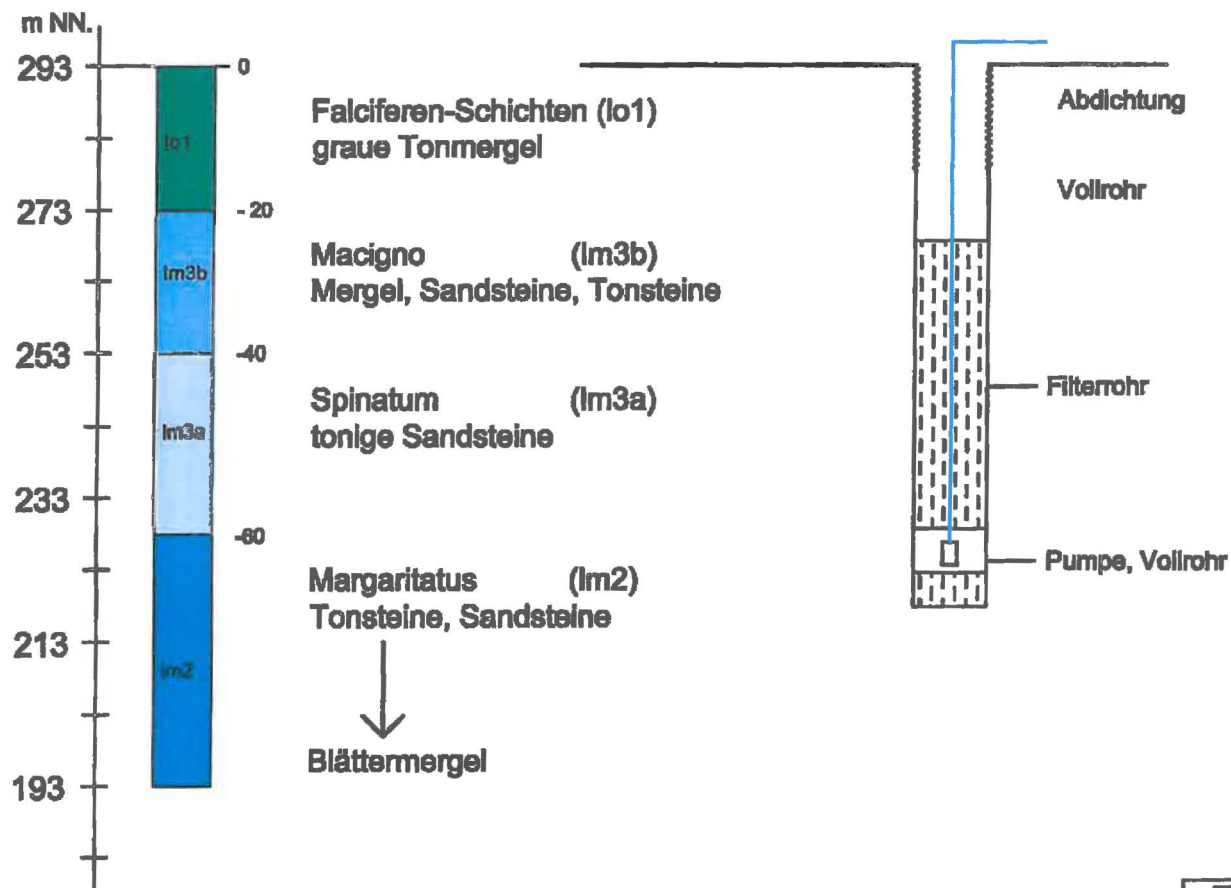 m NN.
293
273
253
233
213
193
0
- 20
-40
-60
lo1
lm3b
lm3a
lm2
Falciferen-Schichten (lo1)
graue Tonmergel
Macigno (lm3b)
Mergel, Sandsteine, Tonsteine
Spinatum (lm3a)
tonige Sandsteine
Margaritatus (lm2)
Tonsteine, Sandsteine
Blättermergel
Abdichtung
Vollrohr
Filterrohr
Pumpe, Vollrohr